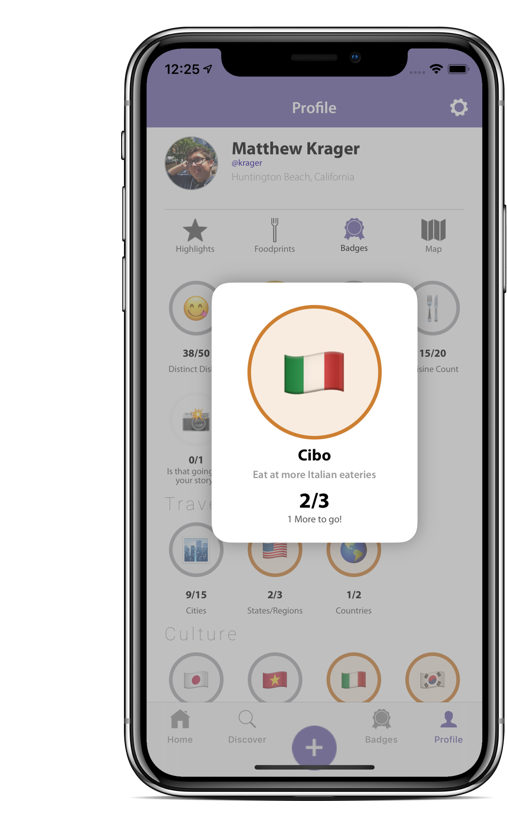 12:25
Profile
Matthew Krager
@krager
Huntington Beach, California
Highlights
Foodprints
Badges
Map
38/50
15/20
Distinct Dis
sine Count
Cibo
Eat at more Italian eateries
2/3
1 More to go!
0/1
Is that going
your story
Trave
9/15
2/3
1/2
Cities
States/Regions
Countries
Culture
Home
Discover
Badges
Profile